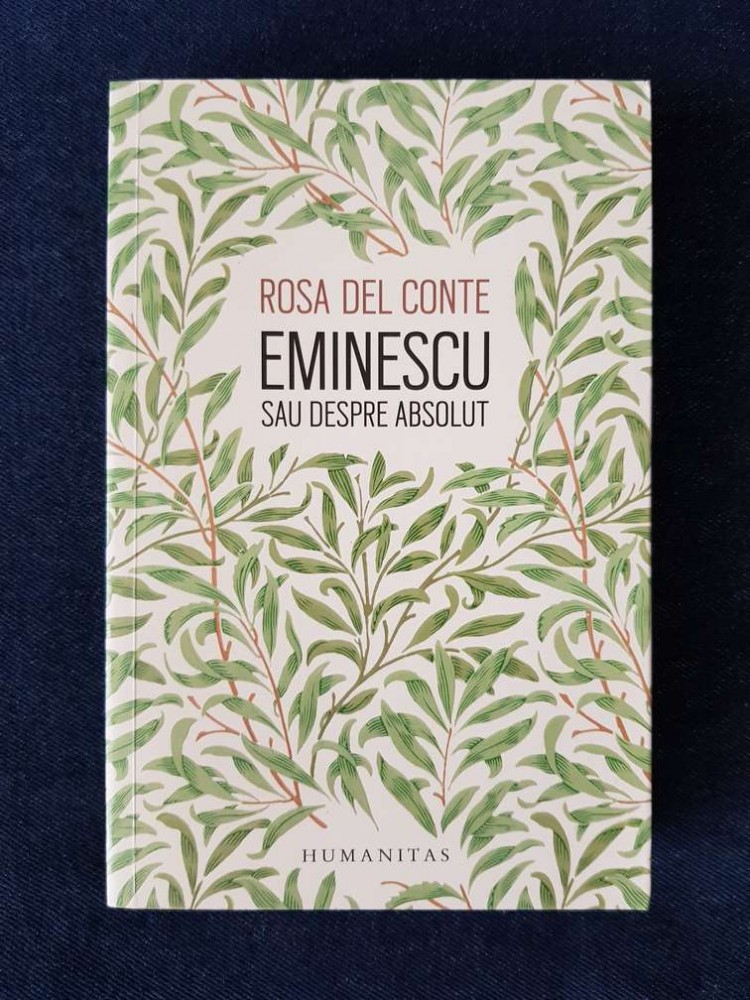 ROSA DEL CONTE
EMINESCU
SAU DESPRE ABSOLUT
HUMANITAS